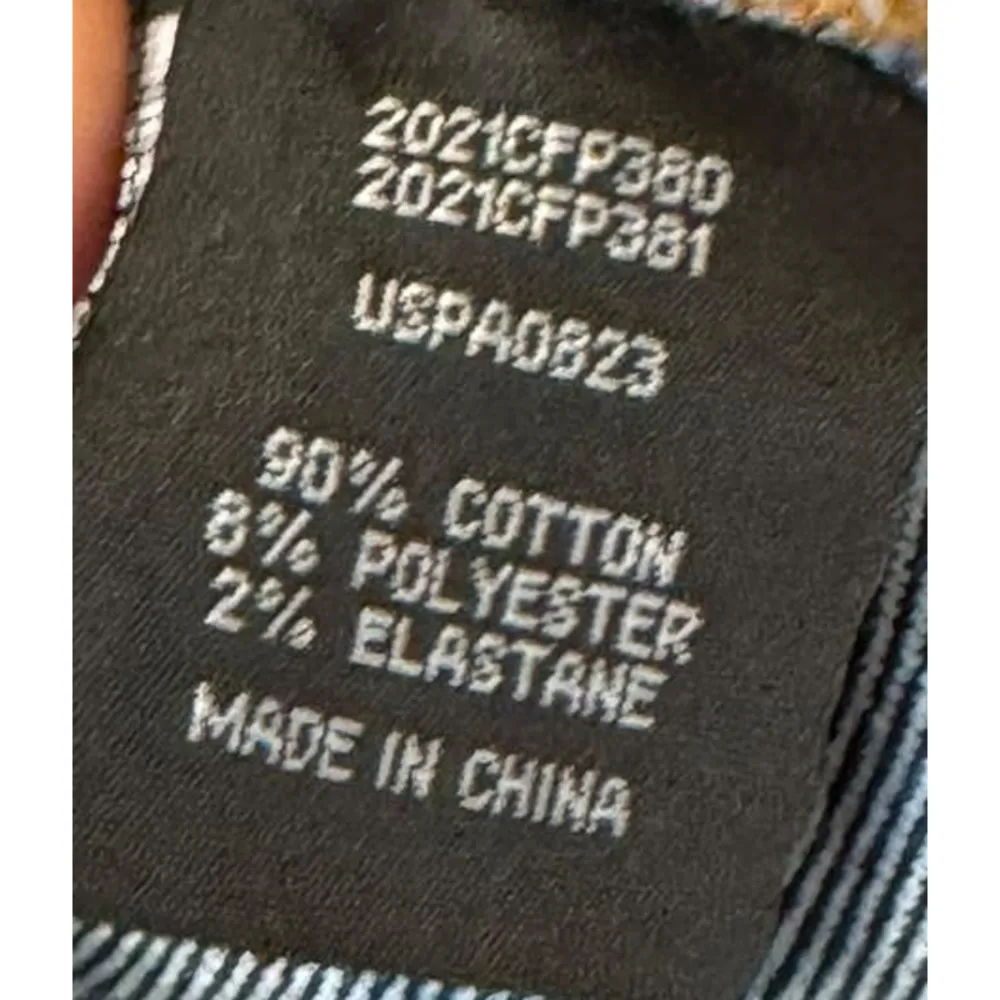 2021CFP380
2021CFP381
USPA0823
90% COTTON
8% POLYESTER
2% ELASTANE
MADE IN CHINA